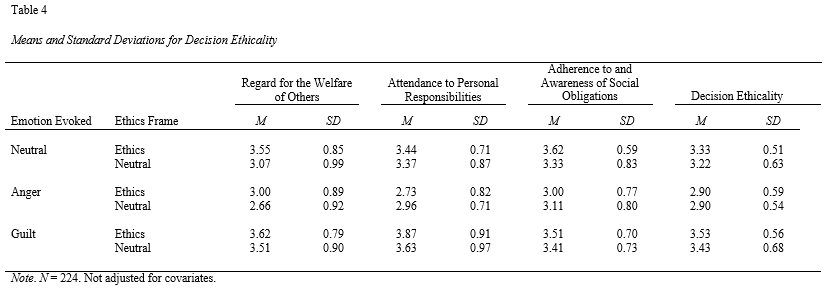 Table 4
Means and Standard Deviations for Decision Ethicality
Regard for the Welfare of Others Attendance to Personal Responsibilities Adherence to and Awareness of Social Obligations Decision Ethicality
Emotion Evoked Ethics Frame M SD M SD M SD M SD
Neutral Ethics 3.55 0.85 3.44 0.71 3.62 0.59 3.33 0.51
Neutral 3.07 0.99 3.37 0.87 3.33 0.83 3.22 0.63
Anger Ethics 3.00 0.89 2.73 0.82 3.00 0.77 2.90 0.59
Neutral 2.66 0.92 2.96 0.71 3.11 0.80 2.90 0.54
Guilt Ethics 3.62 0.79 3.87 0.91 3.51 0.70 3.53 0.56
Neutral 3.51 0.90 3.63 0.97 3.41 0.73 3.43 0.68
Note. N = 224. Not adjusted for covariates.